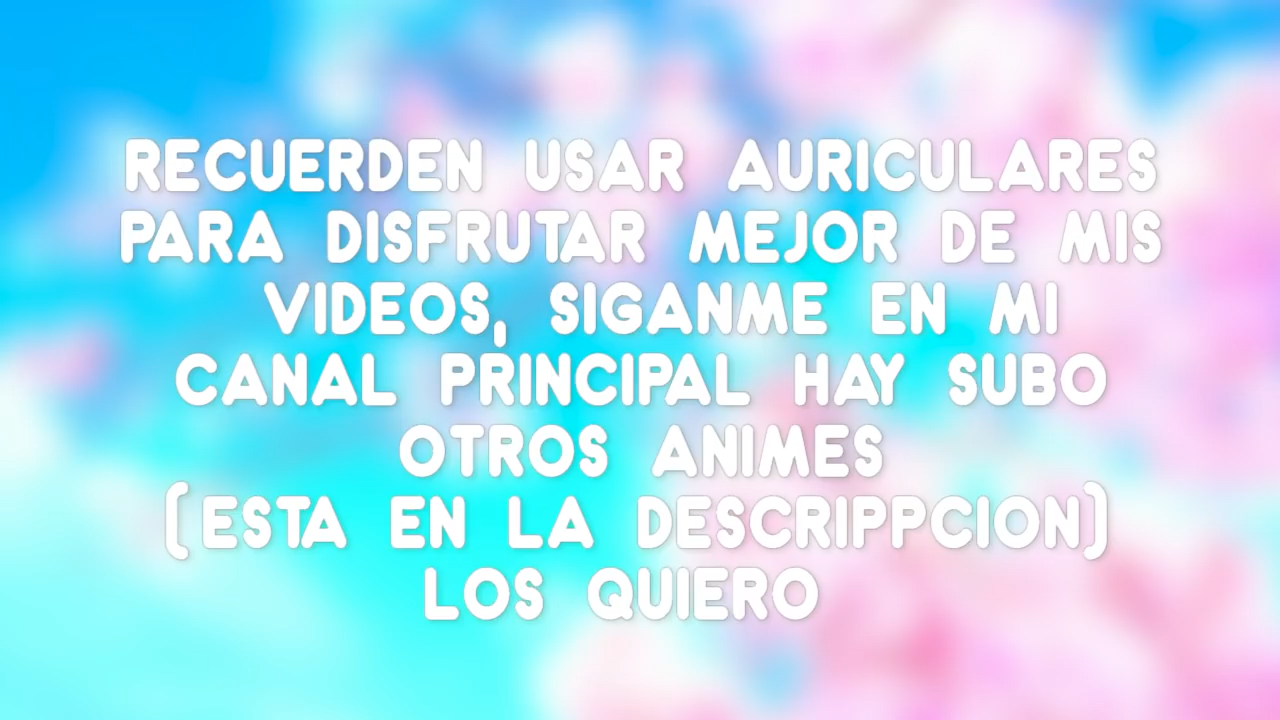 RECUERDEN USAR AURICULARES
PARA DISFRUTAR MEJOR DE MIS
VIDEOS, SIGANME EN MI
CANAL PRINCIPAL HAY SUBO
OTROS ANIMES
(ESTA EN LA DESCRIPPCION)
LOS QUIERO